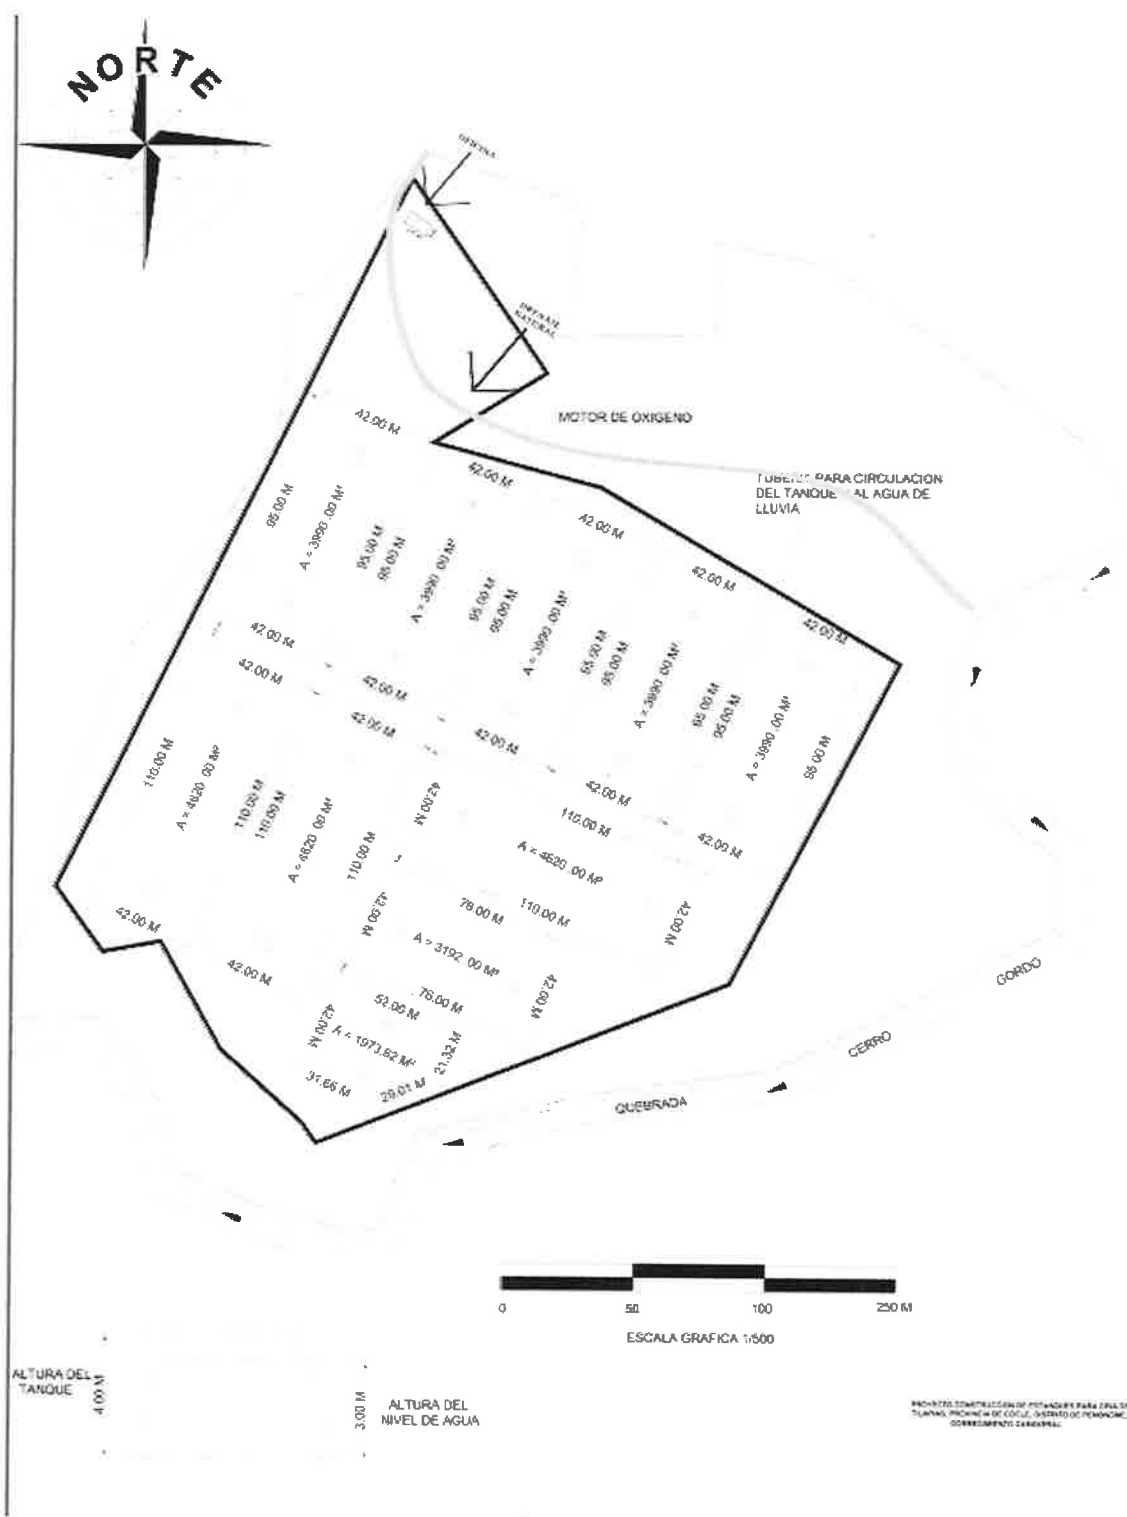 NORTE
OFICINA
DRENAJE
NATURAL
MOTOR DE OXIGENO
DEL TANQUE
AL AGUA DE
LLUVIA
PARA CIRCULACION
42.00 M
42.00 M
42.00 M
42.00 M
42.00 M
95.00 M
A = 3990.00 M²
95.00 M
95.00 M
A = 3990.00 M²
95.00 M
95.00 M
A = 3990.00 M²
95.00 M
95.00 M
A = 3990.00 M²
95.00 M
95.00 M
A = 3990.00 M²
95.00 M
42.00 M
42.00 M
42.00 M
42.00 M
42.00 M
42.00 M
42.00 M
110.00 M
A = 4620.00 M²
110.00 M
110.00 M
A = 4620.00 M²
110.00 M
42.00 M
110.00 M
A = 4620.00 M²
110.00 M
42.00 M
42.00 M
76.00 M
A = 3192.00 M²
76.00 M
42.00 M
42.00 M
42.00 M
52.00 M
42.00 M
A = 1973.82 M²
21.32 M
31.66 M
29.01 M
QUEBRADA
CERRO
GORDO
0
50
100
250 M
ESCALA GRAFICA 1/500
ALTURA DEL
TANQUE
4.00 M
3.00 M
ALTURA DEL
NIVEL DE AGUA